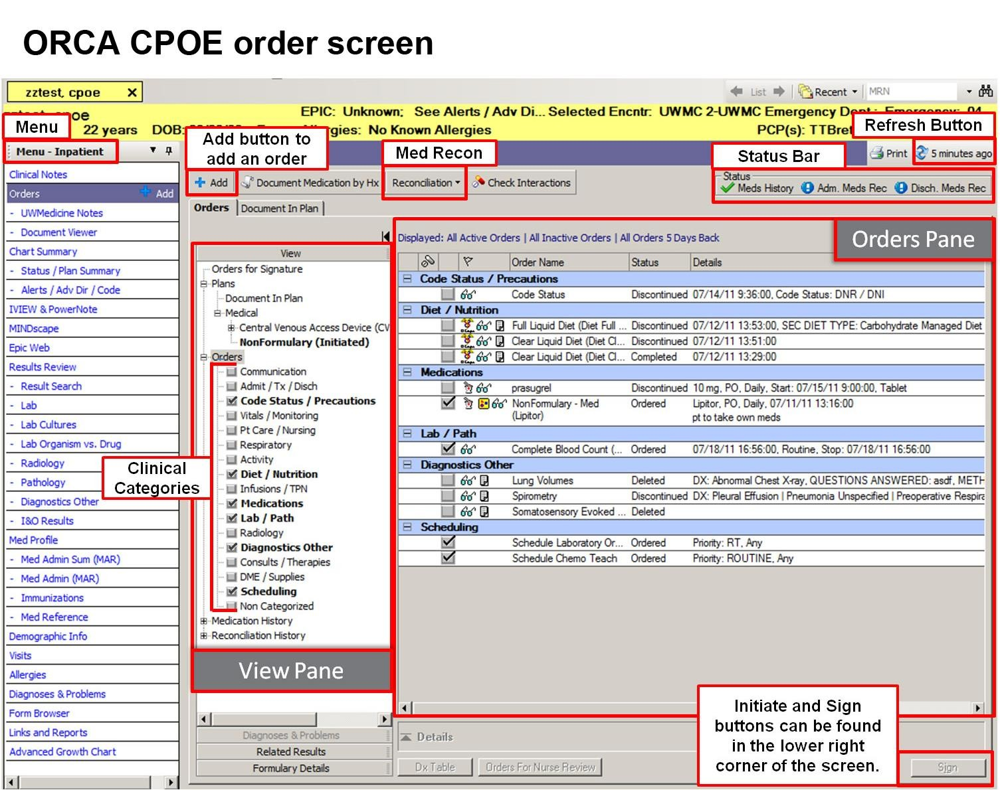 ORCA CPOE order screen
zztest, cpoe
List
Recent
MRN
EPIC: Unknown; See Alerts / Adv Di... Selected Encntr: UWMC 2-UWMC Emergency Dept.; Emergency; 04
22 years DOB: Allergies: No Known Allergies PCP(s): TTBret
Menu
Menu - Inpatient
Refresh Button
Print
5 minutes ago
Add button to
add an order
Med Recon
Status Bar
Add
Document Medication by Hx
Reconciliation
Check Interactions
Status
Meds History
Adm. Meds Rec
Disch. Meds Rec
Orders
Document In Plan
Clinical Notes
Orders Add
- UWMedicine Notes
- Document Viewer
Chart Summary
- Status / Plan Summary
- Alerts / Adv Dir / Code
IVIEW & PowerNote
MINDscape
Epic Web
Results Review
- Result Search
- Lab
- Lab Cultures
- Lab Organism vs. Drug
- Radiology
- Pathology
- Diagnostics Other
- I&O Results
Med Profile
- Med Admin Sum (MAR)
- Med Admin (MAR)
- Immunizations
- Med Reference
Demographic Info
Visits
Allergies
Diagnoses & Problems
Form Browser
Links and Reports
Advanced Growth Chart
Clinical
Categories
View
Orders for Signature
Plans
Document In Plan
Medical
Central Venous Access Device (CV
NonFormulary (Initiated)
Orders
Communication
Admit / Tx / Disch
Code Status / Precautions
Vitals / Monitoring
Pt Care / Nursing
Respiratory
Activity
Diet / Nutrition
Infusions / TPN
Medications
Lab / Path
Radiology
Diagnostics Other
Consults / Therapies
DME / Supplies
Scheduling
Non Categorized
Medication History
Reconciliation History
View Pane
Diagnoses & Problems
Related Results
Formulary Details
Displayed: All Active Orders | All Inactive Orders | All Orders 5 Days Back
Orders Pane
Order Name Status Details
Code Status / Precautions
Code Status Discontinued 07/14/11 9:36:00, Code Status: DNR / DNI
Diet / Nutrition
Full Liquid Diet (Diet Full ... Discontinued 07/12/11 13:53:00, SEC DIET TYPE: Carbohydrate Managed Diet
Clear Liquid Diet (Diet Cl... Discontinued 07/12/11 13:51:00
Clear Liquid Diet (Diet Cl... Completed 07/12/11 13:29:00
Medications
prasugrel Discontinued 10 mg, PO, Daily, Start: 07/15/11 9:00:00, Tablet
NonFormulary - Med Ordered Lipitor, PO, Daily, 07/11/11 13:16:00
(Lipitor) pt to take own meds
Lab / Path
Complete Blood Count (... Ordered 07/18/11 16:56:00, Routine, Stop: 07/18/11 16:56:00
Diagnostics Other
Lung Volumes Deleted DX: Abnormal Chest X-ray, QUESTIONS ANSWERED: asdf, METH
Spirometry Discontinued DX: Pleural Effusion | Pneumonia Unspecified | Preoperative Respira
Somatosensory Evoked ... Deleted
Scheduling
Schedule Laboratory Or... Ordered Priority: RT, Any
Schedule Chemo Teach Ordered Priority: ROUTINE, Any
Initiate and Sign
buttons can be found
in the lower right
corner of the screen.
Details
Dx Table
Orders For Nurse Review
Sign